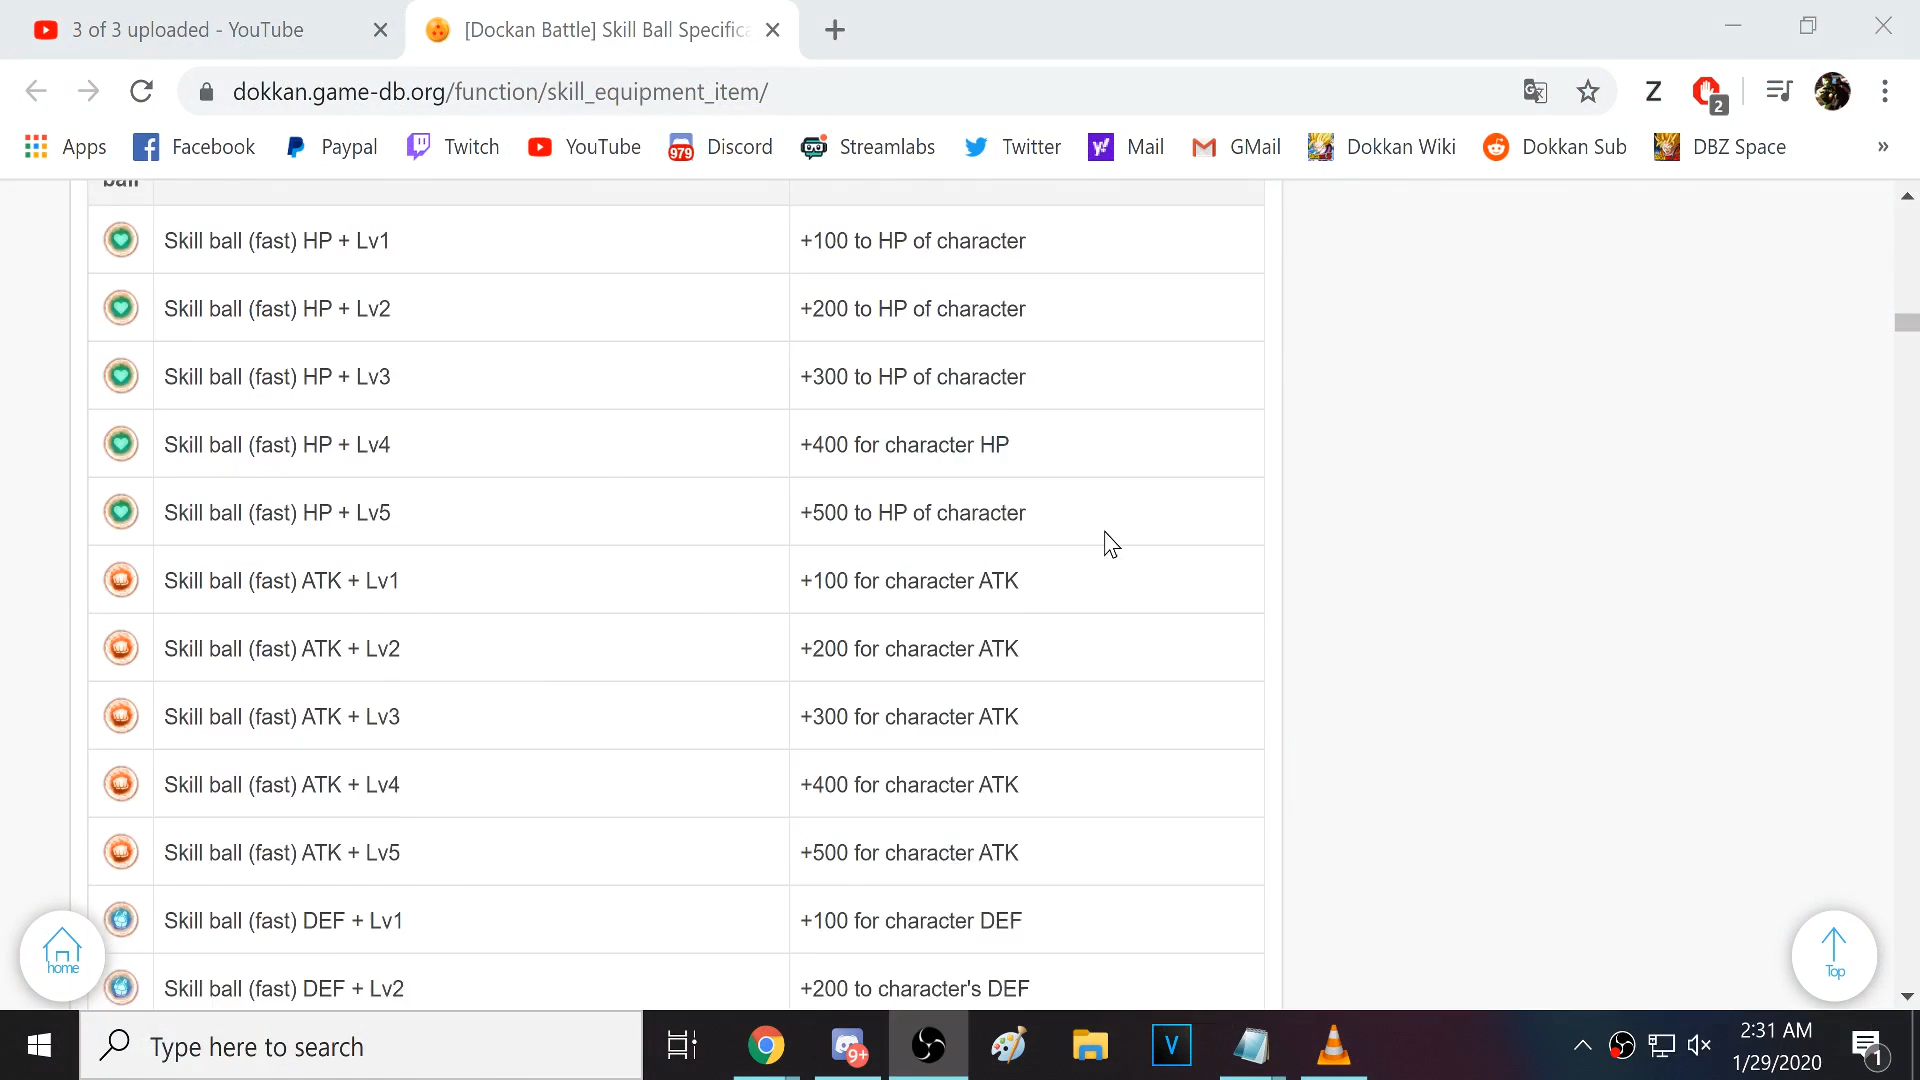 3 of 3 uploaded - YouTube
[Dockan Battle] Skill Ball Specifica
dokkan.game-db.org/function/skill_equipment_item/
Z
2
Apps
Facebook
Paypal
Twitch
YouTube
979
Discord
Streamlabs
Twitter
y!
Mail
GMail
Dokkan Wiki
Dokkan Sub
DBZ Space
»
ball
Skill ball (fast) HP + Lv1 +100 to HP of character
Skill ball (fast) HP + Lv2 +200 to HP of character
Skill ball (fast) HP + Lv3 +300 to HP of character
Skill ball (fast) HP + Lv4 +400 for character HP
Skill ball (fast) HP + Lv5 +500 to HP of character
Skill ball (fast) ATK + Lv1 +100 for character ATK
Skill ball (fast) ATK + Lv2 +200 for character ATK
Skill ball (fast) ATK + Lv3 +300 for character ATK
Skill ball (fast) ATK + Lv4 +400 for character ATK
Skill ball (fast) ATK + Lv5 +500 for character ATK
Skill ball (fast) DEF + Lv1 +100 for character DEF
Skill ball (fast) DEF + Lv2 +200 to character's DEF
home
Top
Type here to search
9+
V
2:31 AM
1/29/2020
1